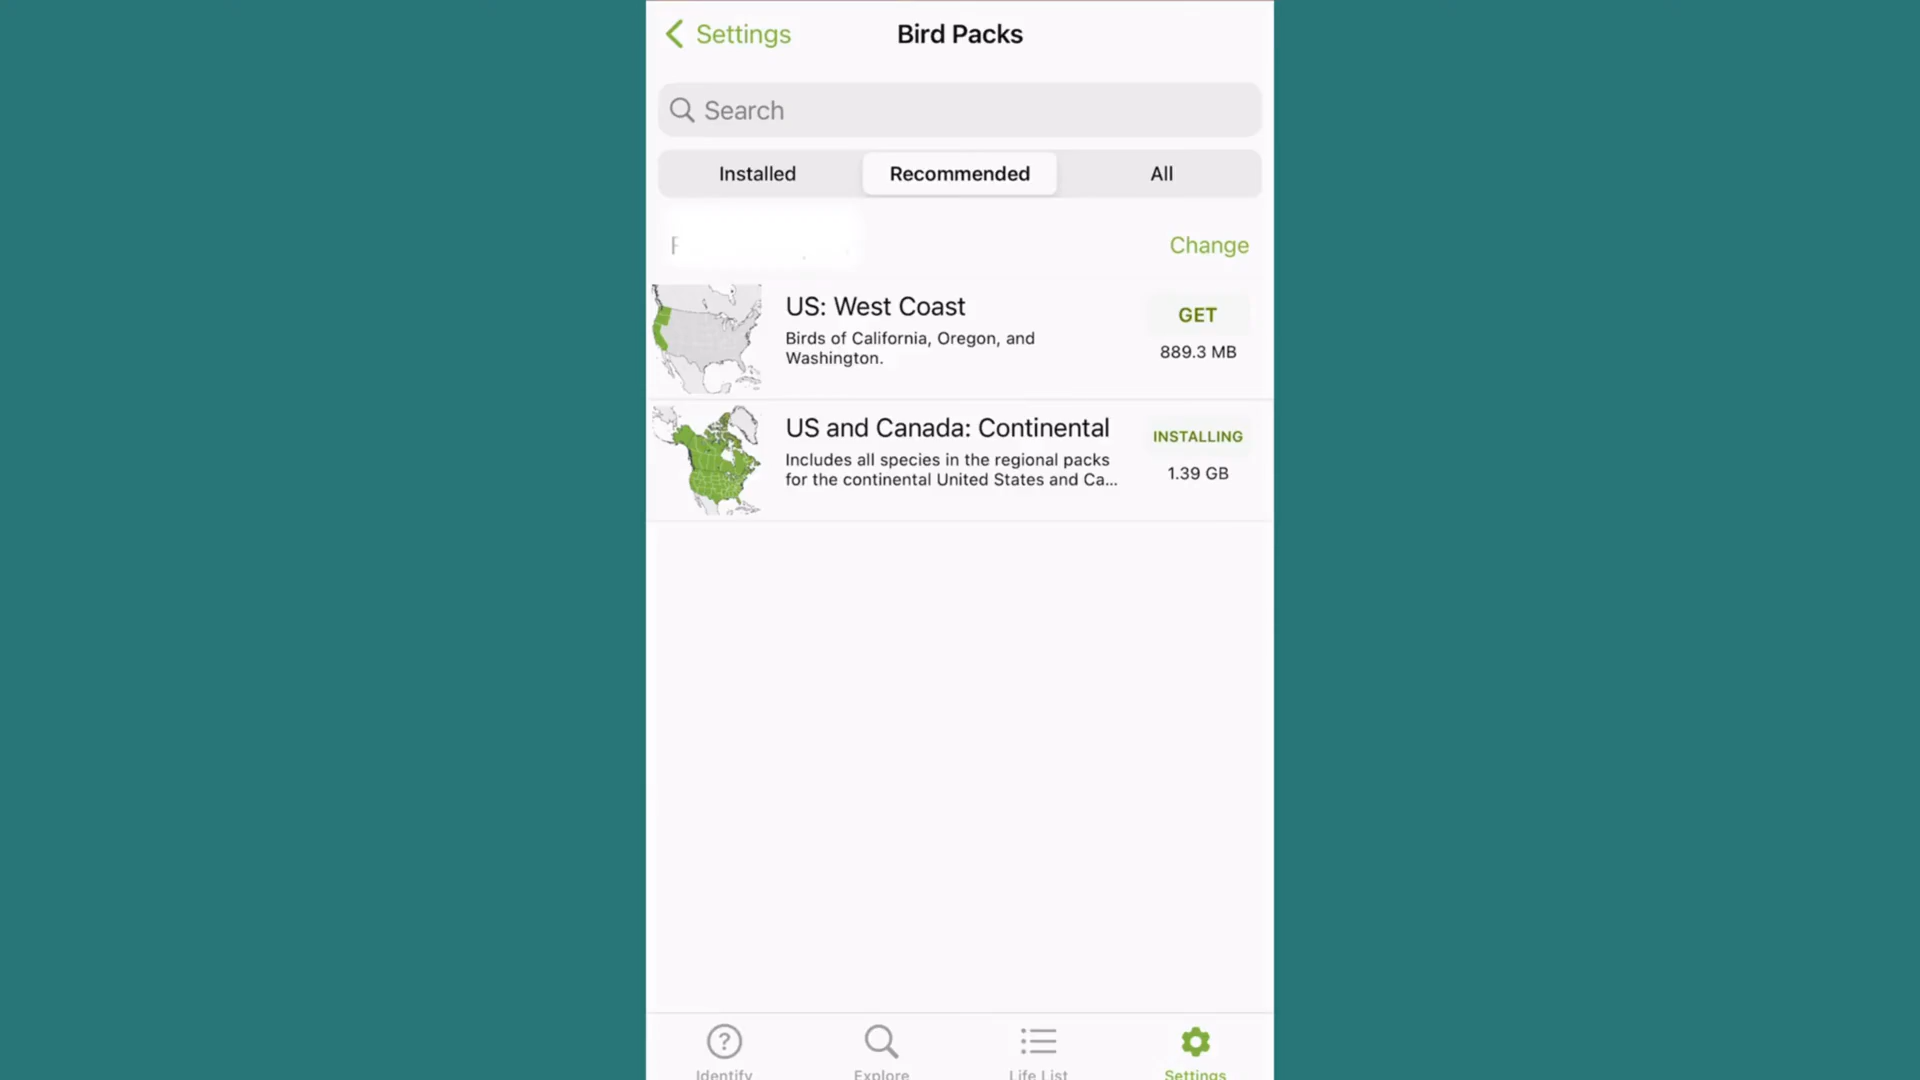 Settings
Bird Packs
Search
Installed
Recommended
All
F
Change
US: West Coast
Birds of California, Oregon, and
Washington.
GET
889.3 MB
US and Canada: Continental
Includes all species in the regional packs
for the continental United States and Ca...
INSTALLING
1.39 GB
Identify
Explore
Life List
Settings